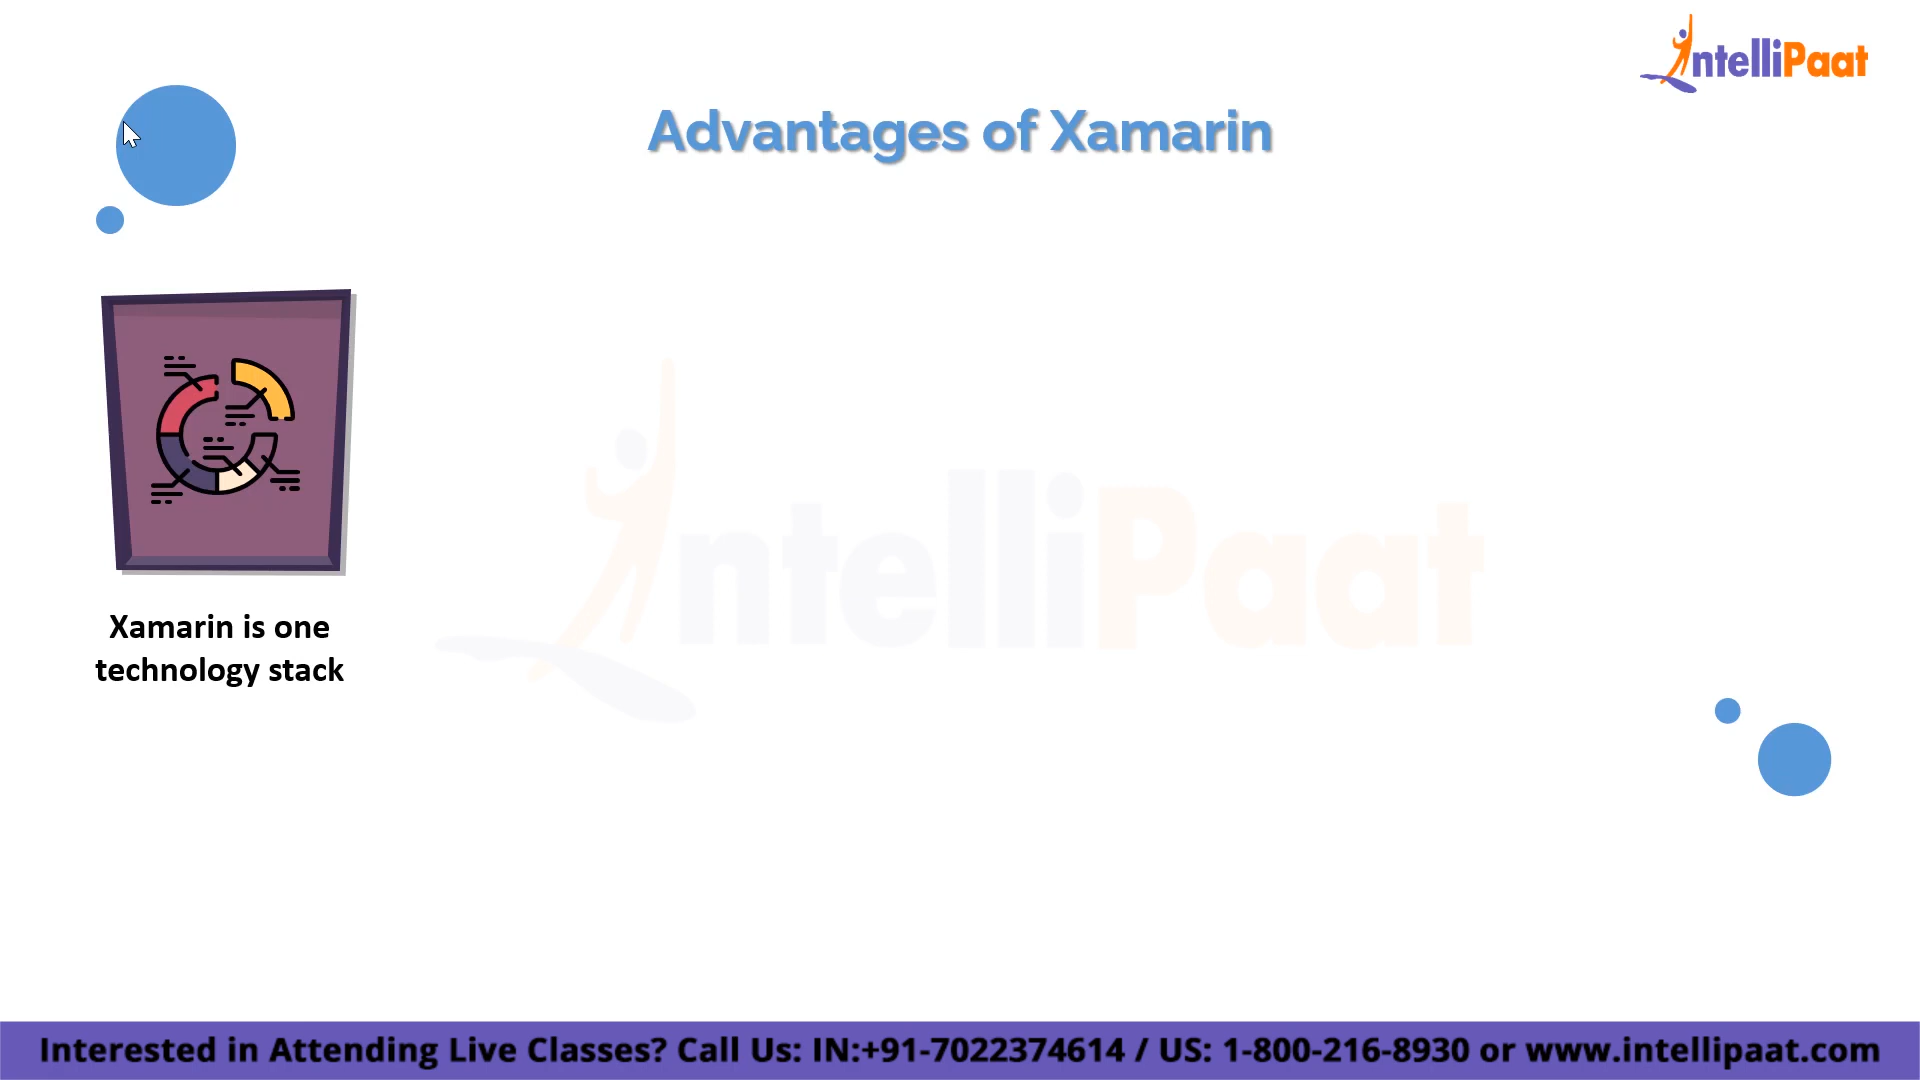 IntelliPaat
Advantages of Xamarin
IntelliPaat
Xamarin is one
technology stack
Interested in Attending Live Classes? Call Us: IN:+91-7022374614 / US: 1-800-216-8930 or www.intellipaat.com